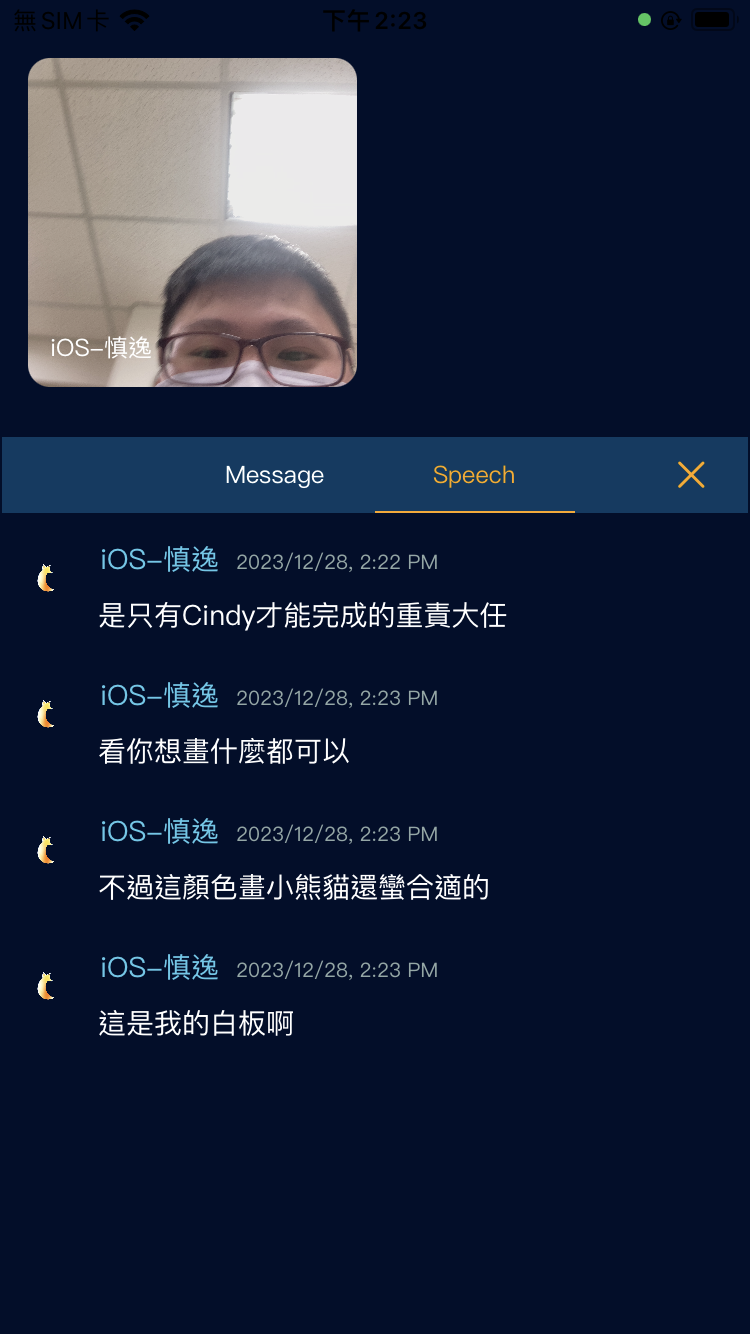 無SIM卡 下午2:23
iOS-慎逸
Message Speech
iOS-慎逸 2023/12/28, 2:22 PM
是只有Cindy才能完成的重責大任
iOS-慎逸 2023/12/28, 2:23 PM
看你想畫什麼都可以
iOS-慎逸 2023/12/28, 2:23 PM
不過這顏色畫小熊貓還蠻合適的
iOS-慎逸 2023/12/28, 2:23 PM
這是我的白板啊